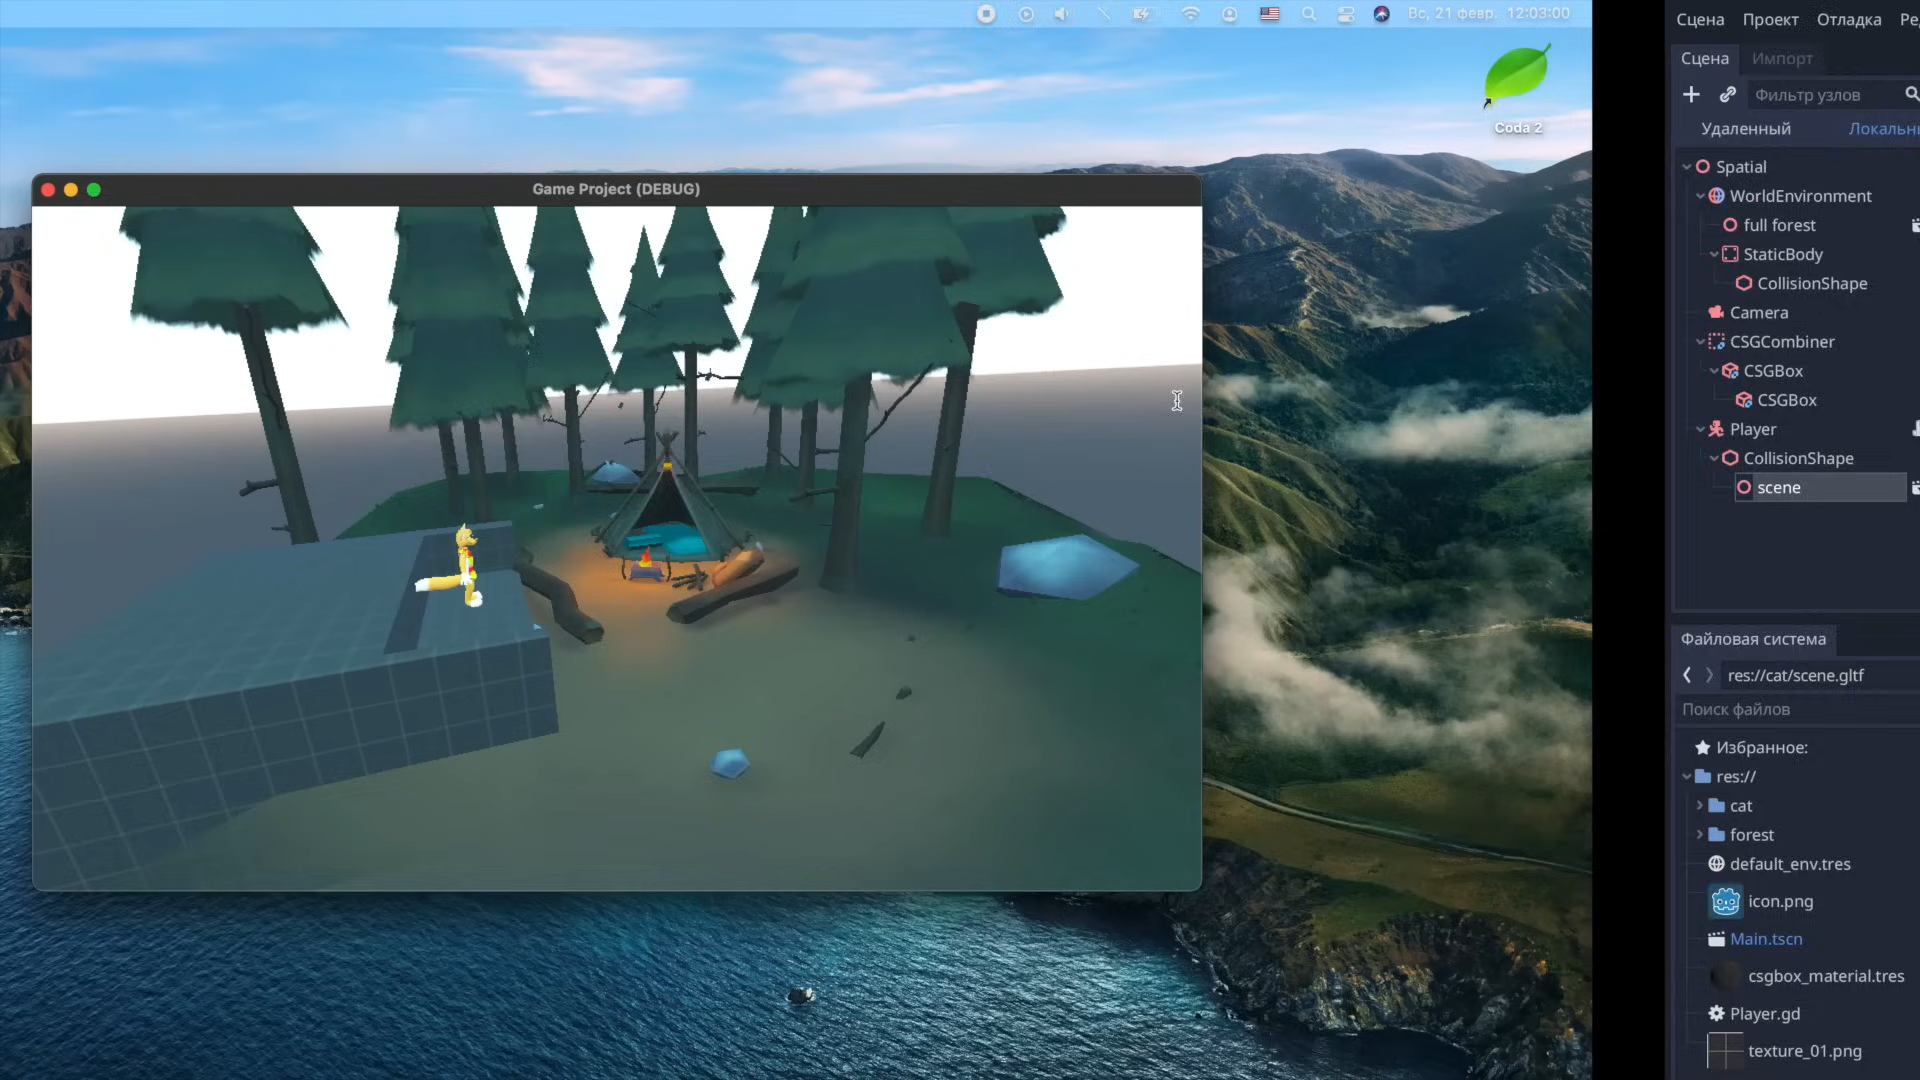 Вс, 21 февр. 12:03:00
Coda 2
Game Project (DEBUG)
Сцена Проект Отладка
Сцена Импорт
Фильтр узлов
Удаленный
Spatial
WorldEnvironment
full forest
StaticBody
CollisionShape
Camera
CSGCombiner
CSGBox
CSGBox
Player
CollisionShape
scene
Файловая система
res://cat/scene.gltf
Поиск файлов
Избранное:
res://
cat
forest
default_env.tres
icon.png
Main.tscn
csgbox_material.tres
Player.gd
texture_01.png